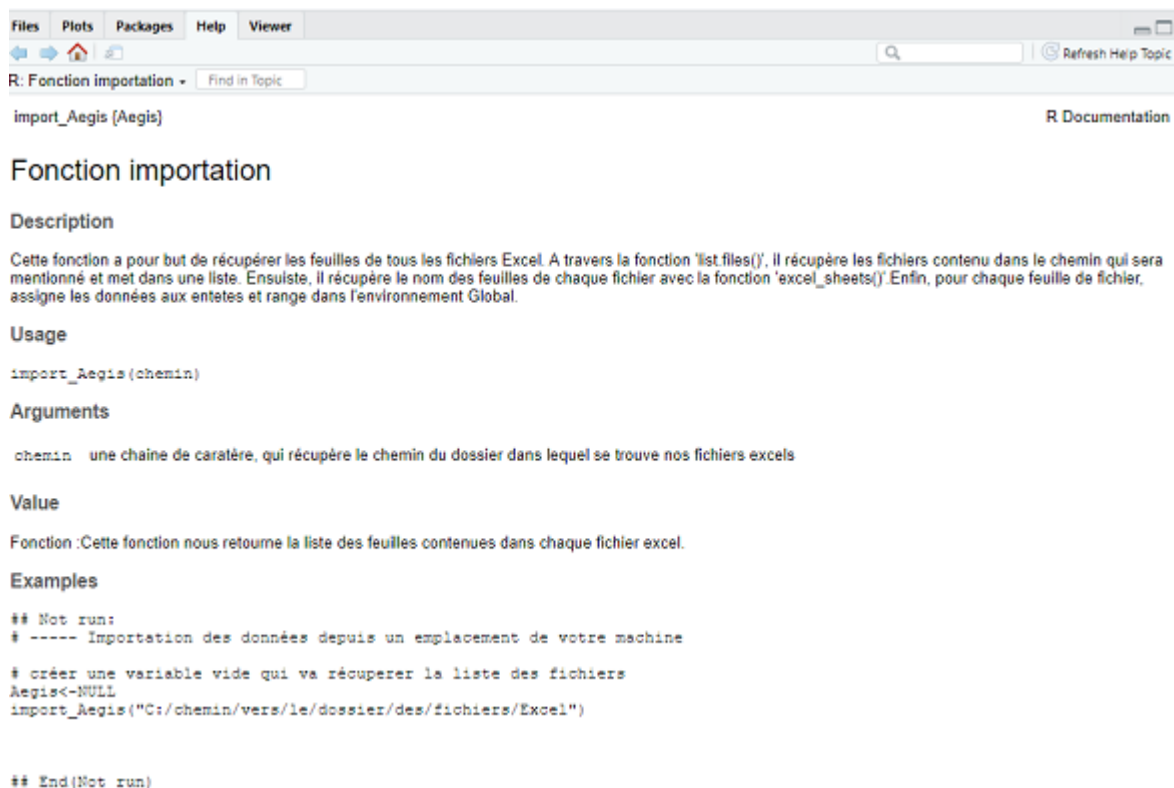 Files Plots Packages Help Viewer
Refresh Help Topic
R: Fonction importation Find in Topic
import_Aegis {Aegis} R Documentation
Fonction importation
Description
Cette fonction a pour but de récupérer les feuilles de tous les fichiers Excel. A travers la fonction 'list.files()', il récupère les fichiers contenu dans le chemin qui sera
mentionné et met dans une liste. Ensuiste, il récupère le nom des feuilles de chaque fichier avec la fonction 'excel_sheets()'.Enfin, pour chaque feuille de fichier,
assigne les données aux entetes et range dans l'environnement Global.
Usage
import_Aegis(chemin)
Arguments
chemin une chaine de caratère, qui récupère le chemin du dossier dans lequel se trouve nos fichiers excels
Value
Fonction :Cette fonction nous retourne la liste des feuilles contenues dans chaque fichier excel.
Examples
## Not run:
# ----- Importation des données depuis un emplacement de votre machine
# créer une variable vide qui va récuperer la liste des fichiers
Aegis<-NULL
import_Aegis("C:/chemin/vers/le/dossier/des/fichiers/Excel")
## End(Not run)